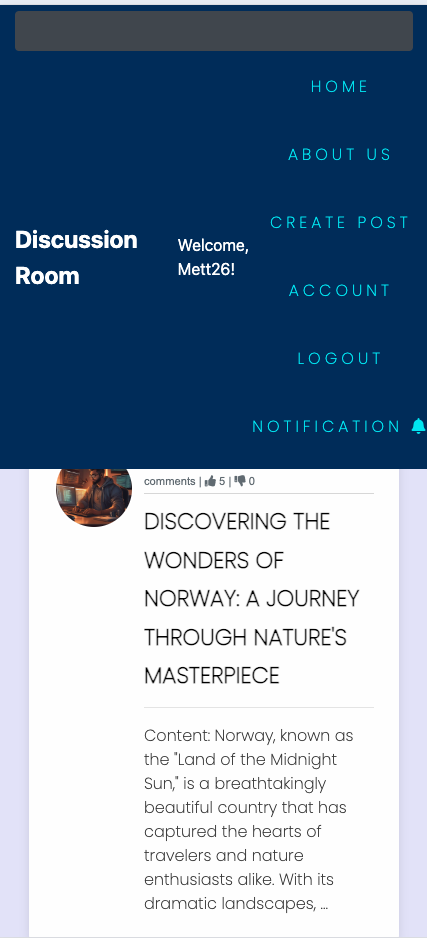 HOME
ABOUT US
CREATE POST
Discussion
Room
Welcome,
Mett26!
ACCOUNT
LOGOUT
NOTIFICATION
comments | 5 | 0
DISCOVERING THE
WONDERS OF
NORWAY: A JOURNEY
THROUGH NATURE'S
MASTERPIECE
Content: Norway, known as
the "Land of the Midnight
Sun," is a breathtakingly
beautiful country that has
captured the hearts of
travelers and nature
enthusiasts alike. With its
dramatic landscapes, ...